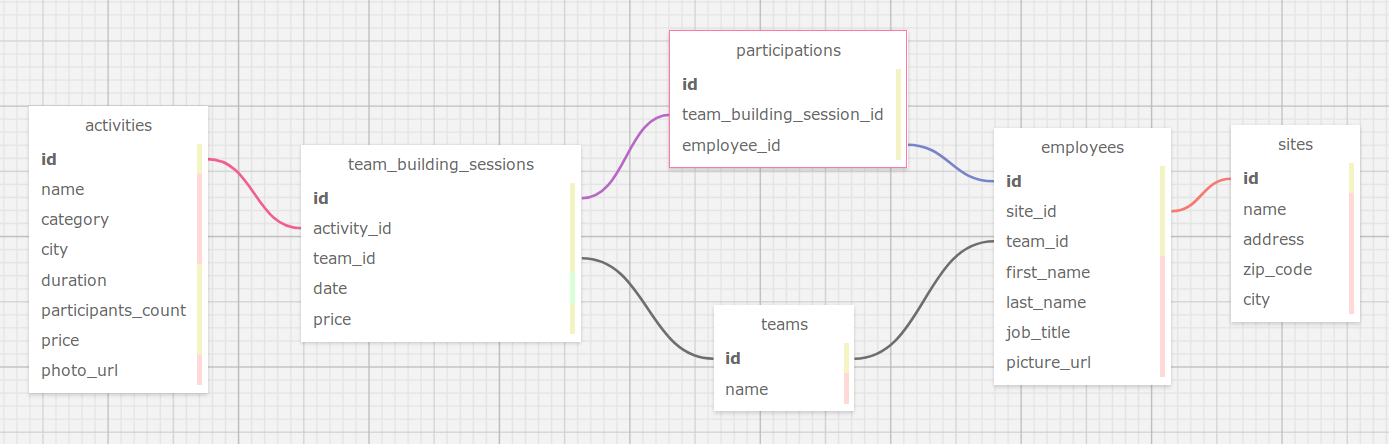 activities
id
name
category
city
duration
participants_count
price
photo_url
team_building_sessions
id
activity_id
team_id
date
price
participations
id
team_building_session_id
employee_id
teams
id
name
employees
id
site_id
team_id
first_name
last_name
job_title
picture_url
sites
id
name
address
zip_code
city